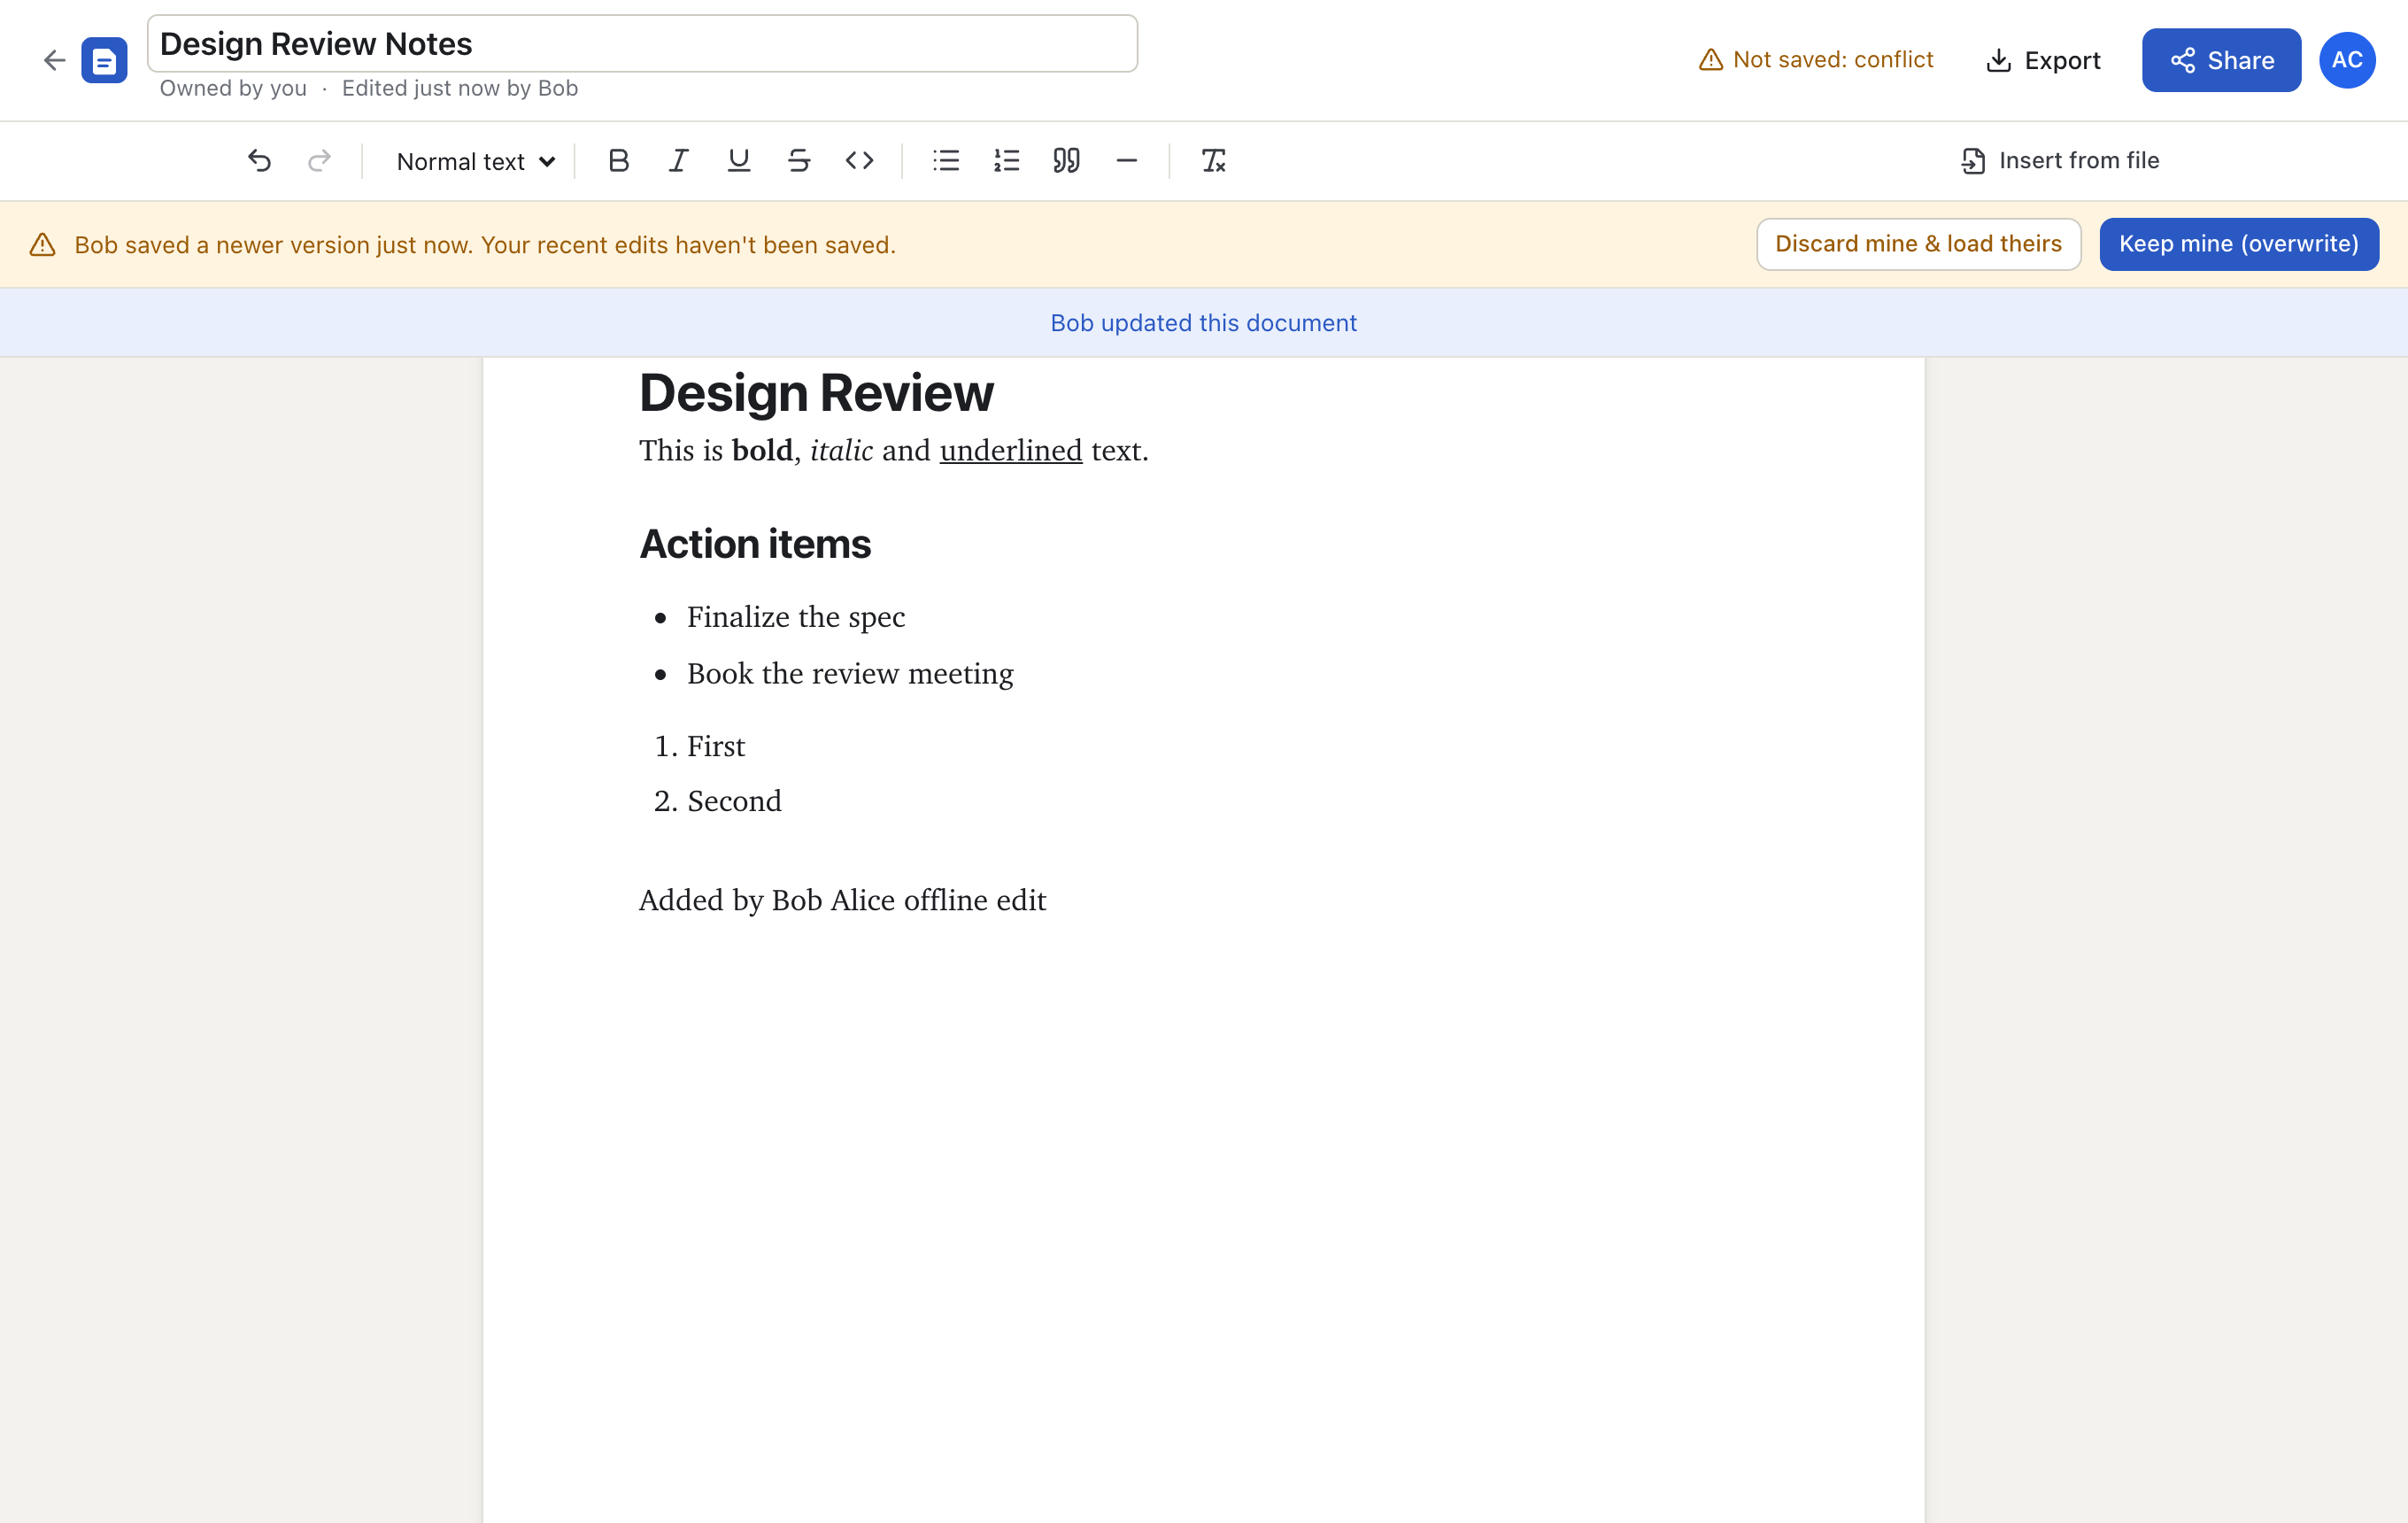 Design Review Notes
Owned by you · Edited just now by Bob
Not saved: conflict
Export
Share
AC
Normal text
Insert from file
Bob saved a newer version just now. Your recent edits haven't been saved.
Discard mine & load theirs
Keep mine (overwrite)
Bob updated this document
Design Review
This is bold, italic and underlined text.
Action items
• Finalize the spec
• Book the review meeting
1. First
2. Second
Added by Bob Alice offline edit